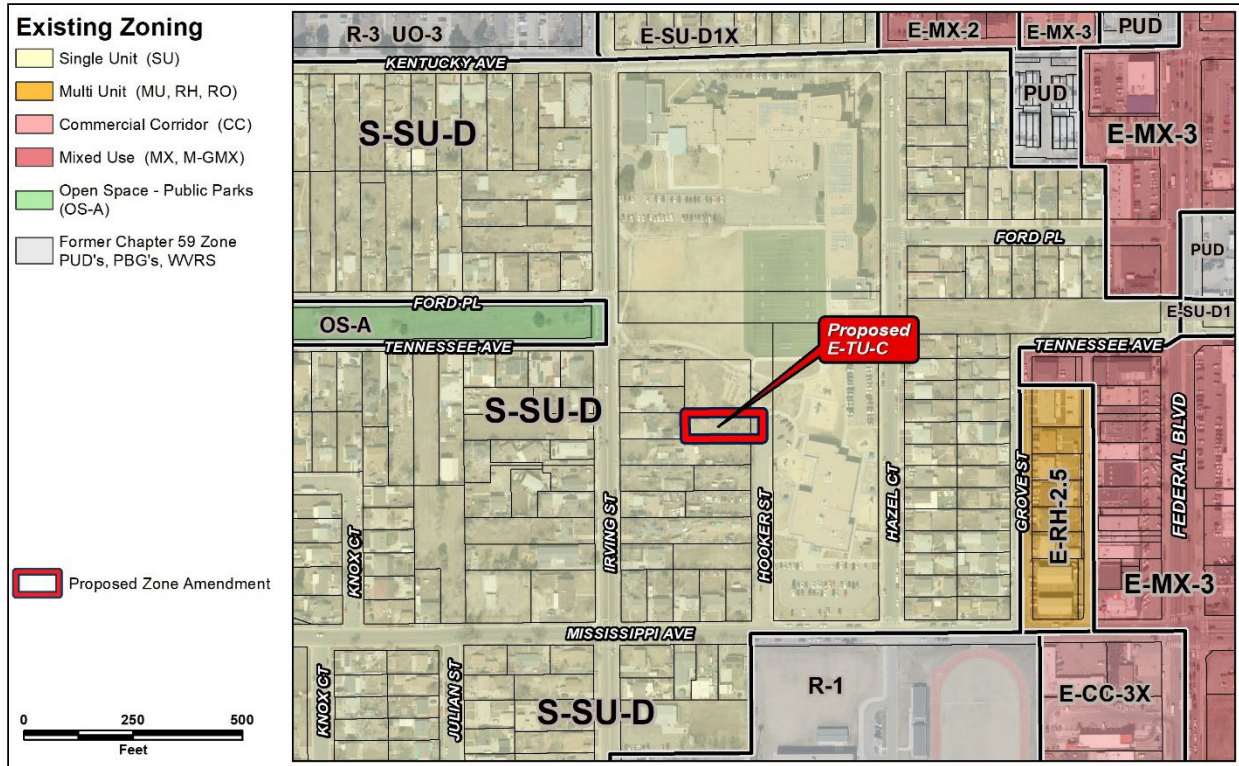 Existing Zoning
Single Unit (SU)
Multi Unit (MU, RH, RO)
Commercial Corridor (CC)
Mixed Use (MX, M-GMX)
Open Space - Public Parks
(OS-A)
Former Chapter 59 Zone
PUD's, PBG's, WVRS
Proposed Zone Amendment
0 250 500
Feet
R-3 UO-3
E-SU-D1X
E-MX-2
E-MX-3
PUD
KENTUCKY AVE
S-SU-D
PUD
E-MX-3
FORD PL
PUD
FORD PL
OS-A
TENNESSEE AVE
E-SU-D1
TENNESSEE AVE
Proposed
E-TU-C
S-SU-D
KNOX CT
IRVING ST
HOOKER ST
HAZEL CT
GROVE ST
E-RH-2.5
FEDERAL BLVD
E-MX-3
MISSISSIPPI AVE
KNOX CT
JULIAN ST
S-SU-D
R-1
E-CC-3X